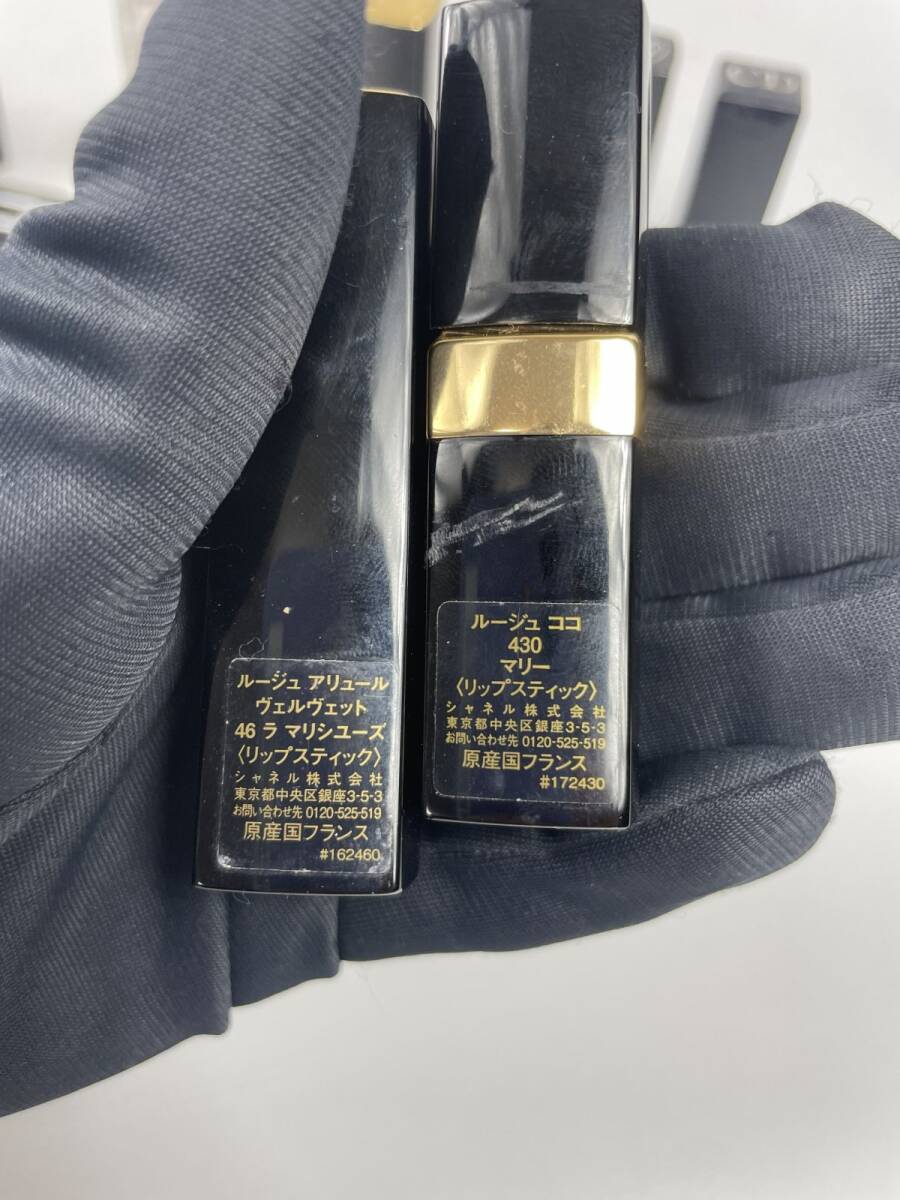 ルージュ アリュール
ヴェルヴェット
46 ラ マリシユーズ
〈リップスティック〉
シャネル株式会社
東京都中央区銀座3-5-3
お問い合わせ先 0120-525-519
原産国フランス
#162460
ルージュ ココ
430
マリー
〈リップスティック〉
シャネル株式会社
東京都中央区銀座3-5-3
お問い合わせ先 0120-525-519
原産国フランス
#172430